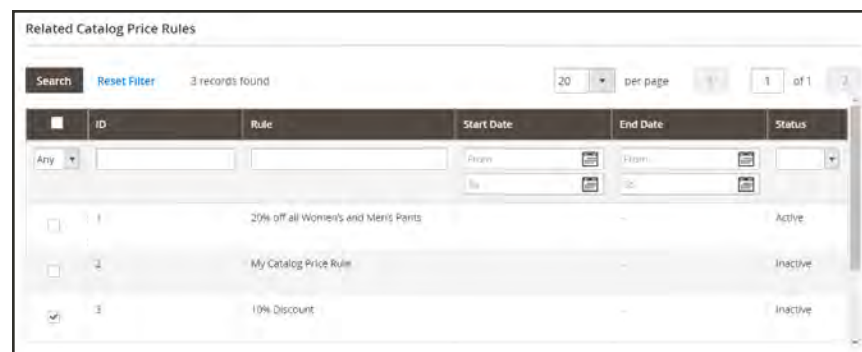 Related Catalog Price Rules
Search Reset Filter 3 records found 20 per page 1 of 1
ID Rule Start Date End Date Status
Any From From
To To
1 20% off all Women's and Men's Pants - Active
2 My Catalog Price Rule - Inactive
3 10% Discount - Inactive